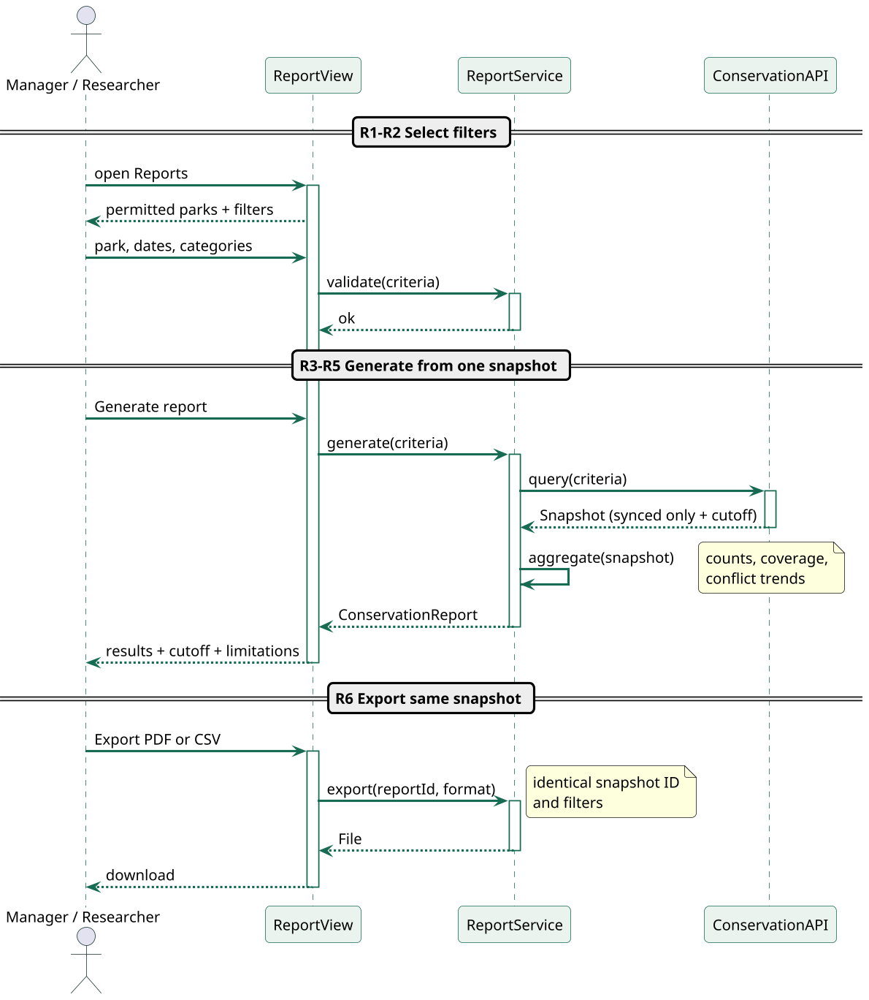 Manager / Researcher
ReportView
ReportService
ConservationAPI
R1-R2 Select filters
open Reports
permitted parks + filters
park, dates, categories
validate(criteria)
ok
R3-R5 Generate from one snapshot
Generate report
generate(criteria)
query(criteria)
Snapshot (synced only + cutoff)
aggregate(snapshot)
counts, coverage,
conflict trends
ConservationReport
results + cutoff + limitations
R6 Export same snapshot
Export PDF or CSV
export(reportId, format)
identical snapshot ID
and filters
File
download
Manager / Researcher
ReportView
ReportService
ConservationAPI